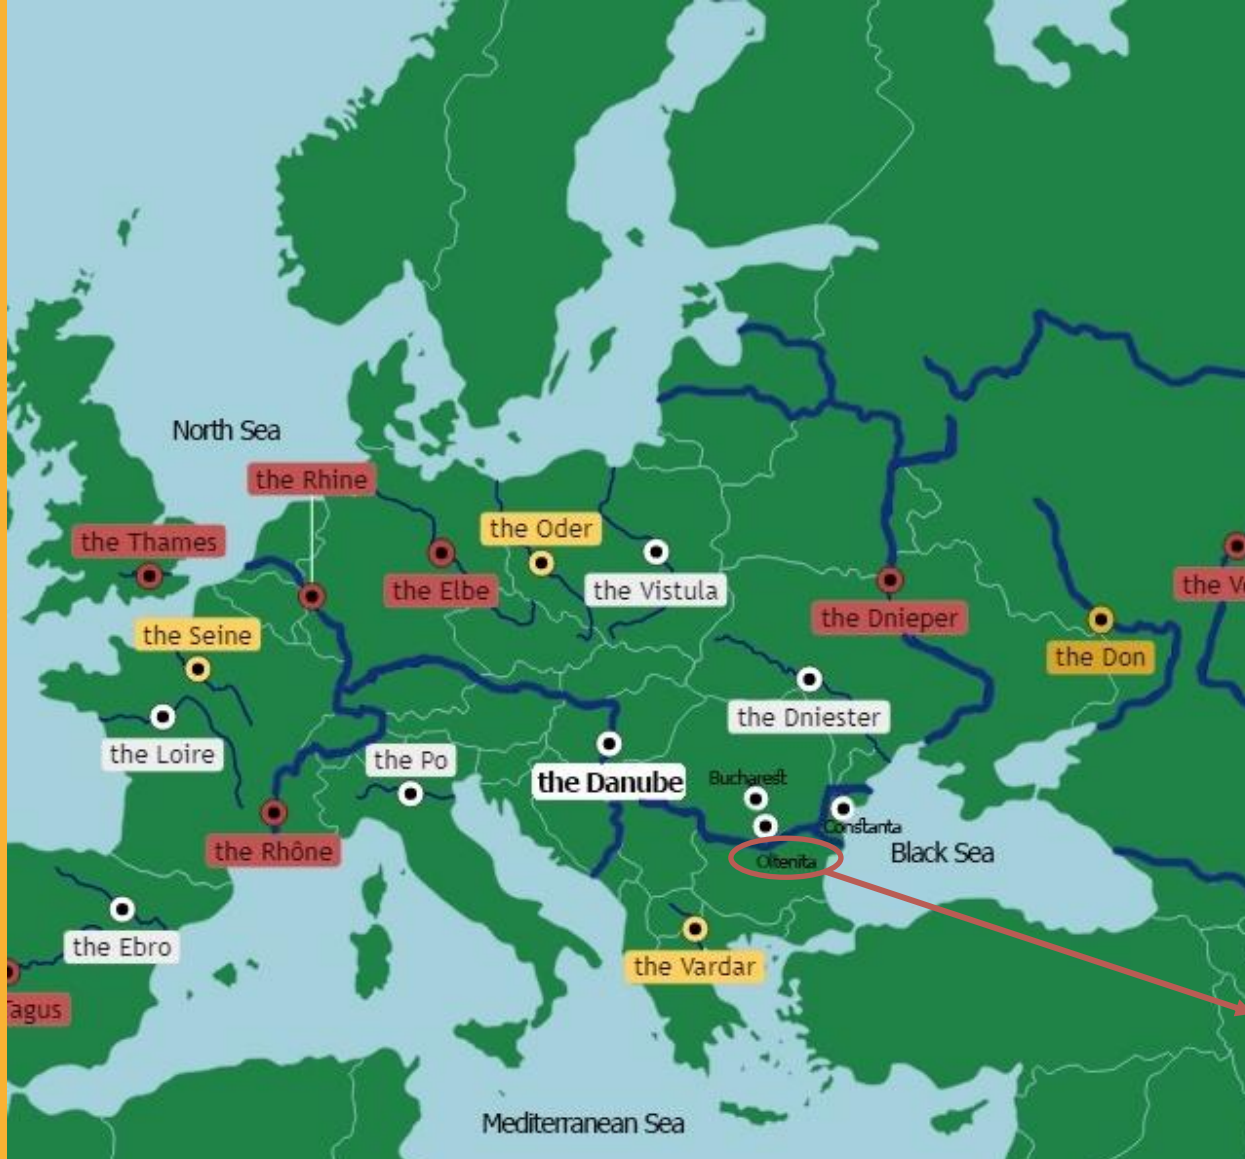 North Sea
the Rhine
the Oder
the Thames
the Elbe
the Vistula
the Dnieper
the Seine
the Don
the Dniester
the Loire
the Po
the Danube
Bucharest
Constanta
the Rhône
Black Sea
Oltenita
the Ebro
the Vardar
Tagus
Mediterranean Sea
the